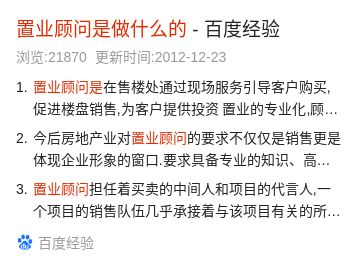 置业顾问是做什么的 - 百度经验
浏览:21870 更新时间:2012-12-23
1. 置业顾问是在售楼处通过现场服务引导客户购买,
促进楼盘销售,为客户提供投资 置业的专业化,顾…
2. 今后房地产业对置业顾问的要求不仅仅是销售更是
体现企业形象的窗口.要求具备专业的知识、高…
3. 置业顾问担任着买卖的中间人和项目的代言人,一
个项目的销售队伍几乎承接着与该项目有关的所…
百度经验